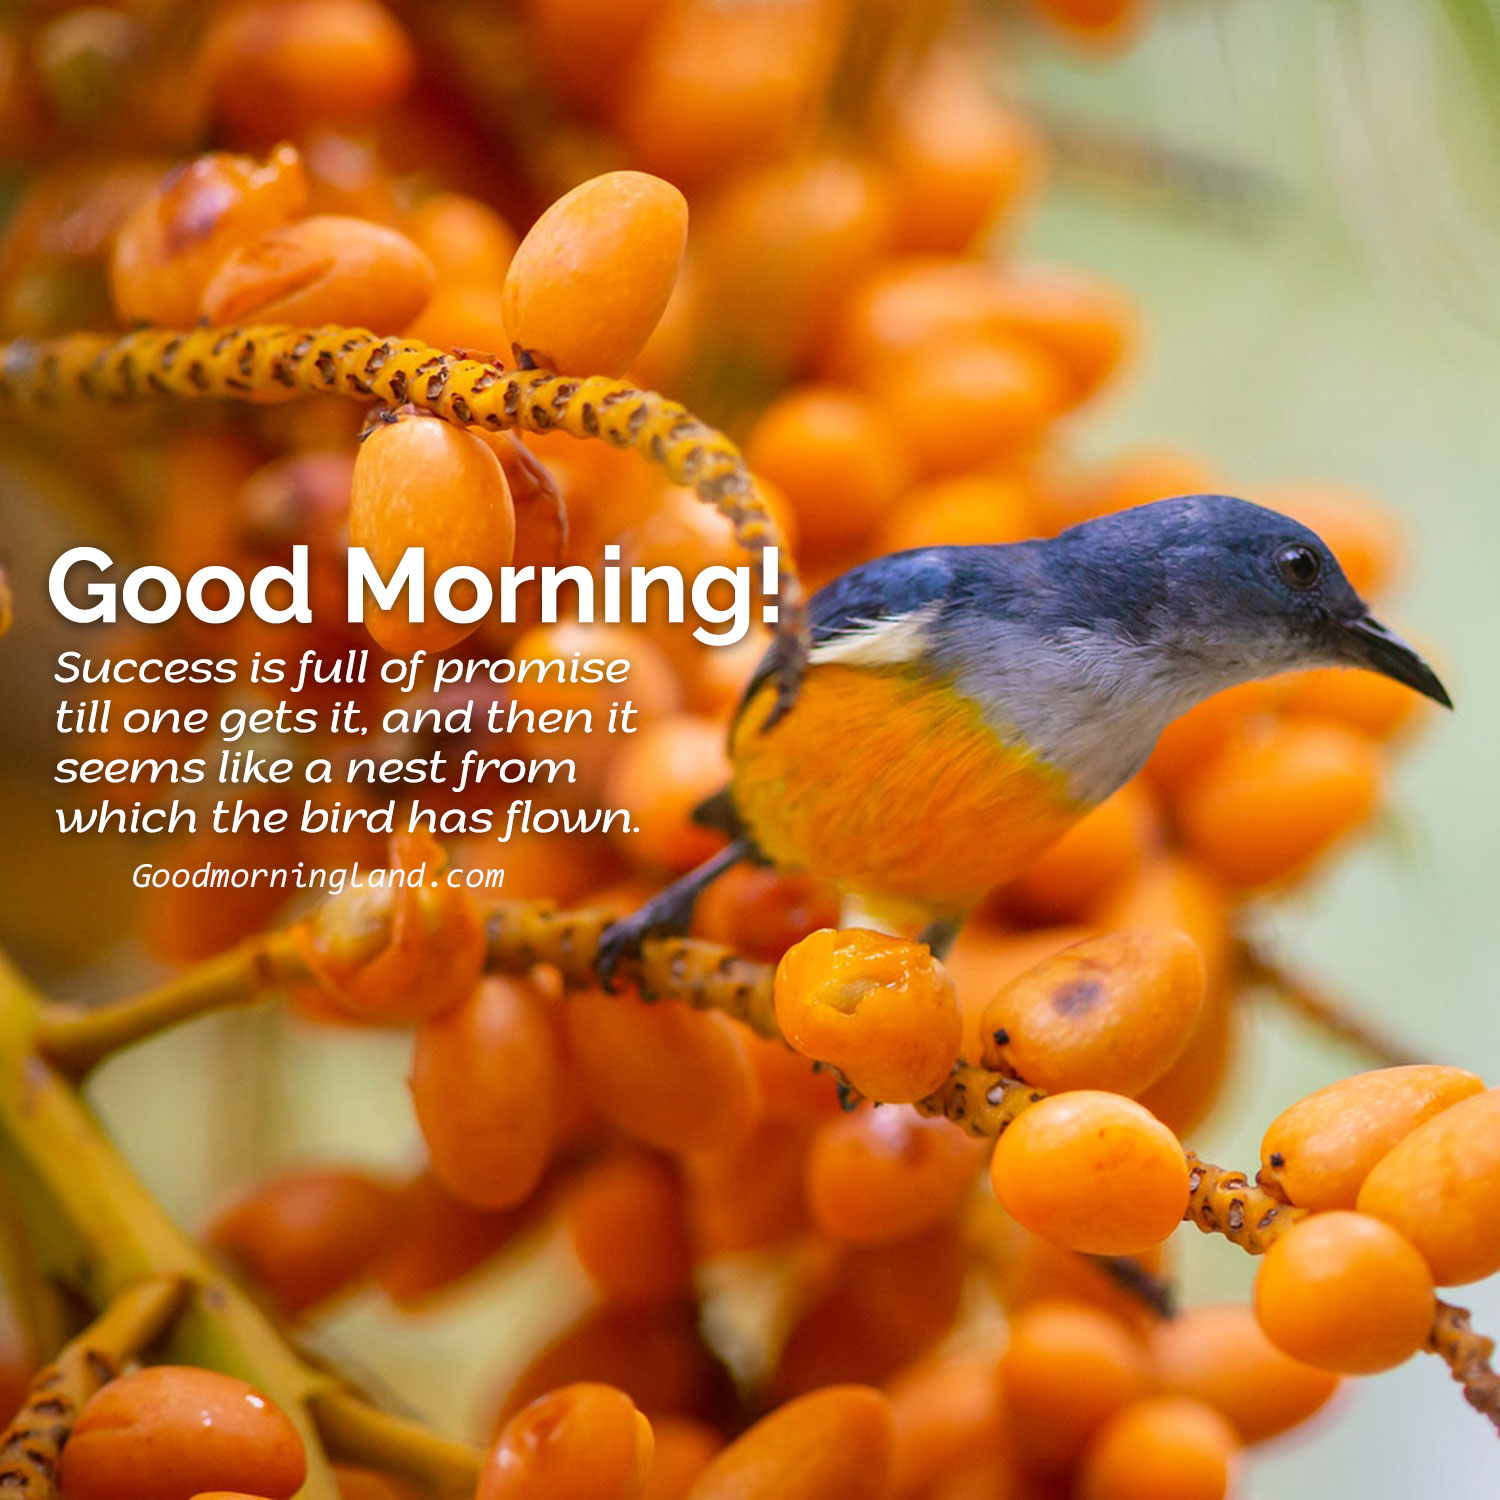 Good Morning!
Success is full of promise
till one gets it, and then it
seems like a nest from
which the bird has flown.
Goodmorningland.com